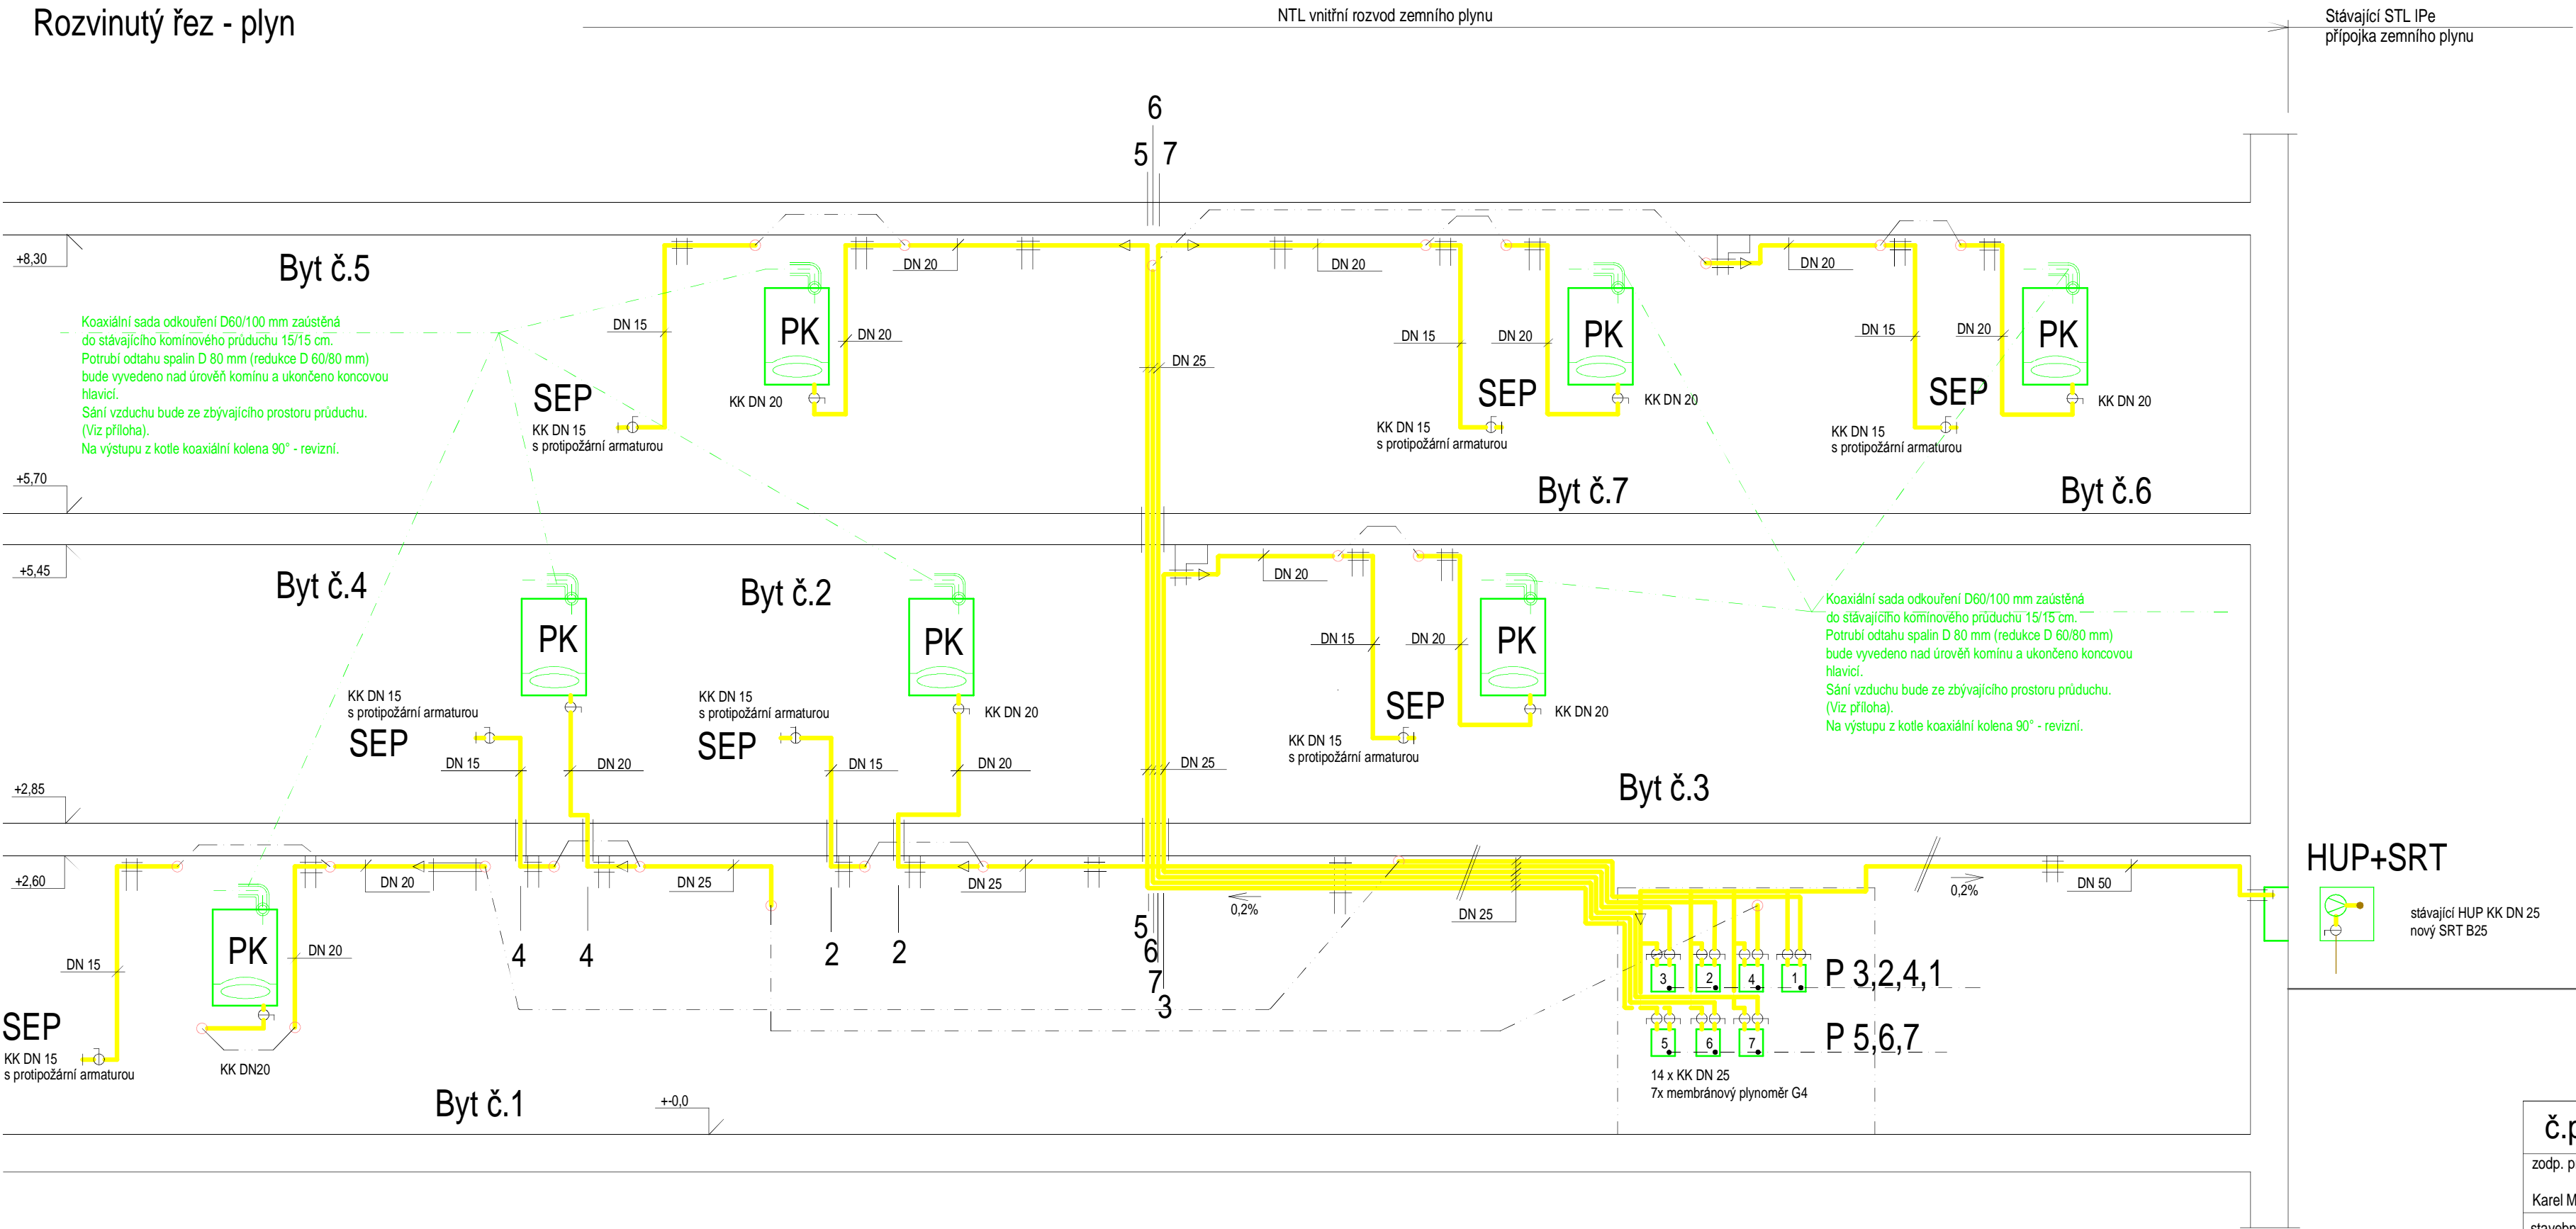 Rozvinutý řez - plyn
NTL vnitřní rozvod zemního plynu
Stávající STL IPe
přípojka zemního plynu
6
5 7
+8,30
Byt č.5
DN 20
DN 20
DN 20
Koaxiální sada odkouření D60/100 mm zaústěná
do stávajícího komínového průduchu 15/15 cm.
Potrubí odtahu spalin D 80 mm (redukce D 60/80 mm)
bude vyvedeno nad úrověň komínu a ukončeno koncovou
hlavicí.
Sání vzduchu bude ze zbývajícího prostoru průduchu.
(Viz příloha).
Na výstupu z kotle koaxiální kolena 90° - revizní.
DN 15
PK
DN 20
DN 25
DN 15
DN 20
PK
DN 15
DN 20
PK
SEP
KK DN 20
KK DN 15
s protipožární armaturou
SEP
KK DN 20
KK DN 15
s protipožární armaturou
SEP
KK DN 20
KK DN 15
s protipožární armaturou
+5,70
Byt č.7
Byt č.6
+5,45
Byt č.4
Byt č.2
DN 20
PK
PK
DN 15
DN 20
PK
Koaxiální sada odkouření D60/100 mm zaústěná
do stávajícího komínového průduchu 15/15 cm.
Potrubí odtahu spalin D 80 mm (redukce D 60/80 mm)
bude vyvedeno nad úrověň komínu a ukončeno koncovou
hlavicí.
Sání vzduchu bude ze zbývajícího prostoru průduchu.
(Viz příloha).
Na výstupu z kotle koaxiální kolena 90° - revizní.
KK DN 15
s protipožární armaturou
SEP
KK DN 15
s protipožární armaturou
SEP
KK DN 20
SEP
KK DN 20
KK DN 15
s protipožární armaturou
DN 15
DN 20
DN 15
DN 20
DN 25
+2,85
Byt č.3
+2,60
DN 20
DN 25
DN 25
0,2%
DN 25
0,2%
DN 50
HUP+SRT
stávající HUP KK DN 25
nový SRT B25
DN 15
PK
DN 20
4
4
2
2
5
6
7
3
3 2 4 1
P 3,2,4,1
5 6 7
P 5,6,7
SEP
KK DN 15
s protipožární armaturou
KK DN20
14 x KK DN 25
7x membránový plynoměr G4
Byt č.1
+-0,0
č.p
zodp. p
Karel M
stavebn